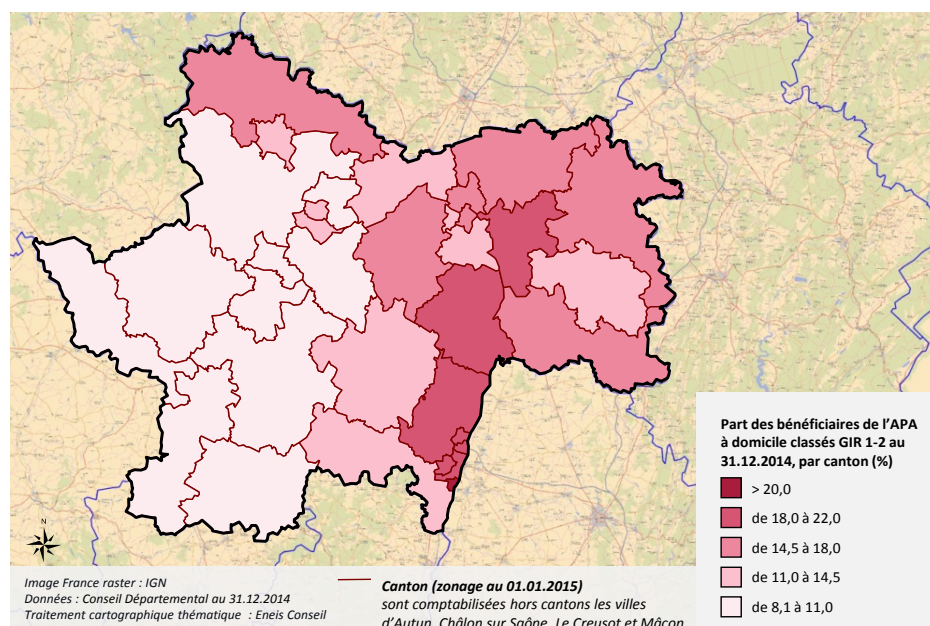 N
Part des bénéficiaires de l'APA
à domicile classés GIR 1-2 au
31.12.2014, par canton (%)
> 20,0
de 18,0 à 22,0
de 14,5 à 18,0
de 11,0 à 14,5
de 8,1 à 11,0
Image France raster : IGN
Données : Conseil Départemental au 31.12.2014
Traitement cartographique thématique : Eneis Conseil
Canton (zonage au 01.01.2015)
sont comptabilisées hors cantons les villes
d'Autun, Châlon sur Saône, Le Creusot et Mâcon